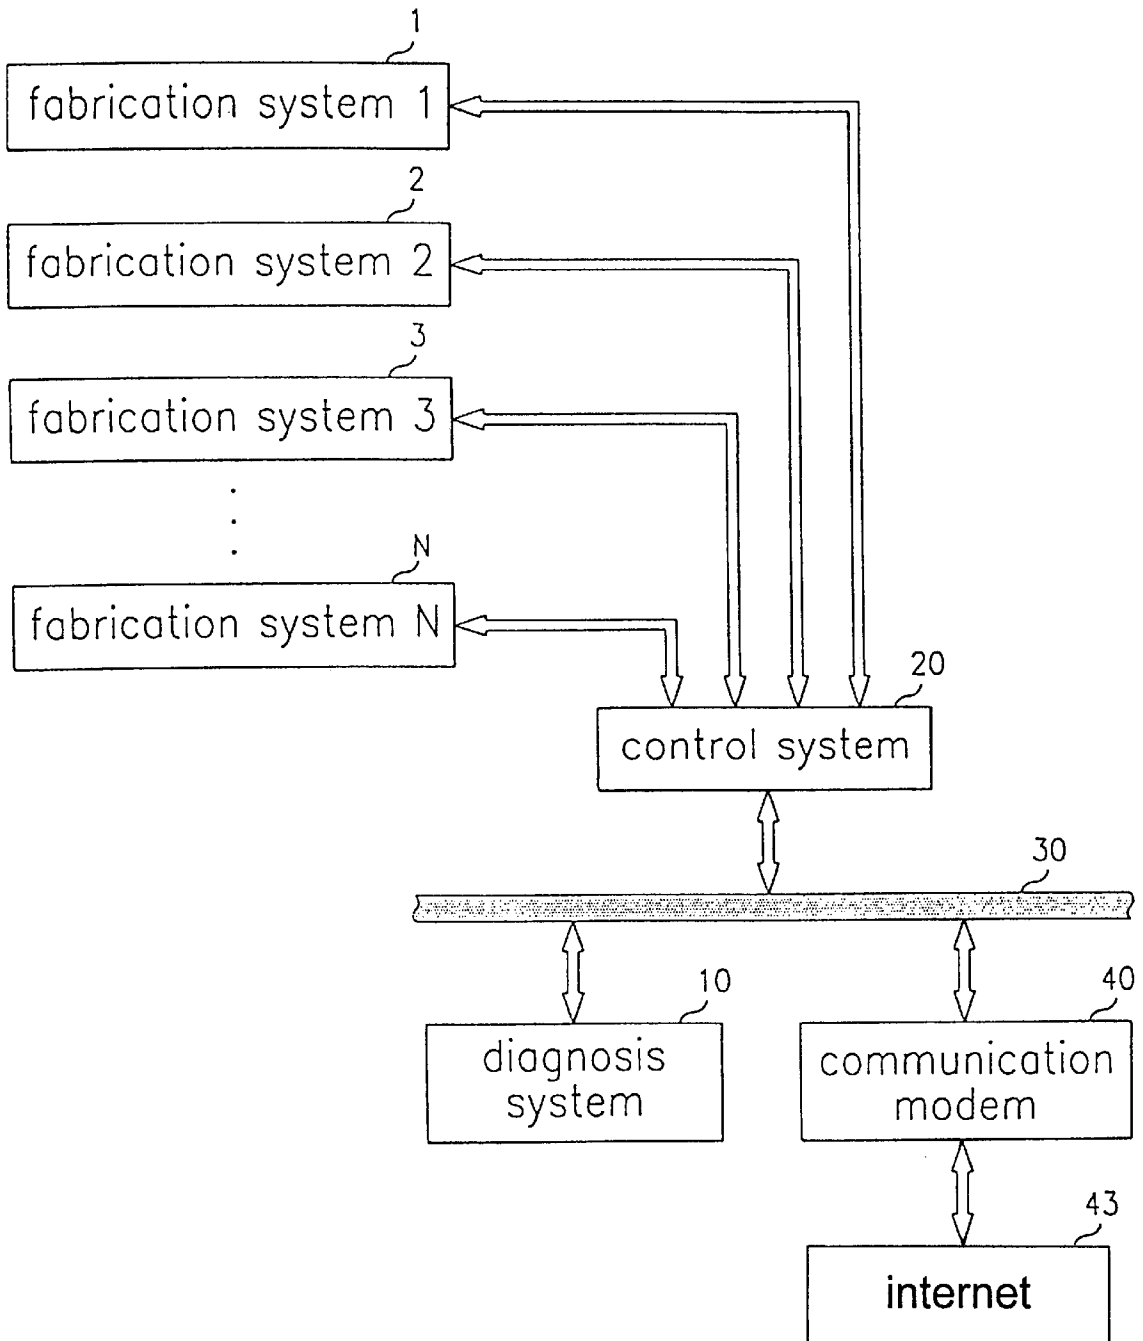 1
fabrication system 1
2
fabrication system 2
3
fabrication system 3
N
fabrication system N
20
control system
30
10
diagnosis
system
40
communication
modem
43
internet